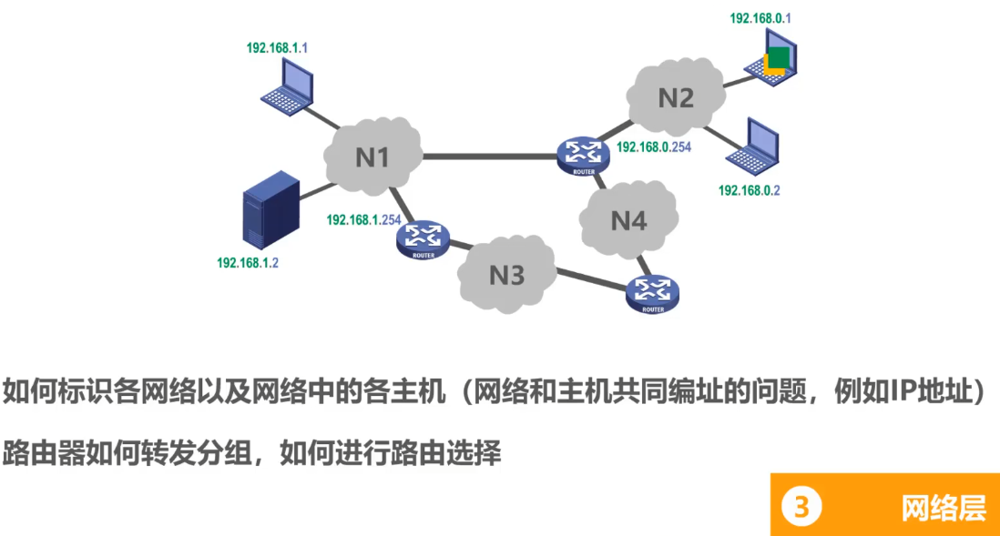 192.168.0.1
192.168.1.1
N2
192.168.0.254
N1
ROUTER
192.168.0.2
192.168.1.254
N4
ROUTER
192.168.1.2
N3
ROUTER
如何标识各网络以及网络中的各主机（网络和主机共同编址的问题，例如IP地址）
路由器如何转发分组，如何进行路由选择
3 网络层